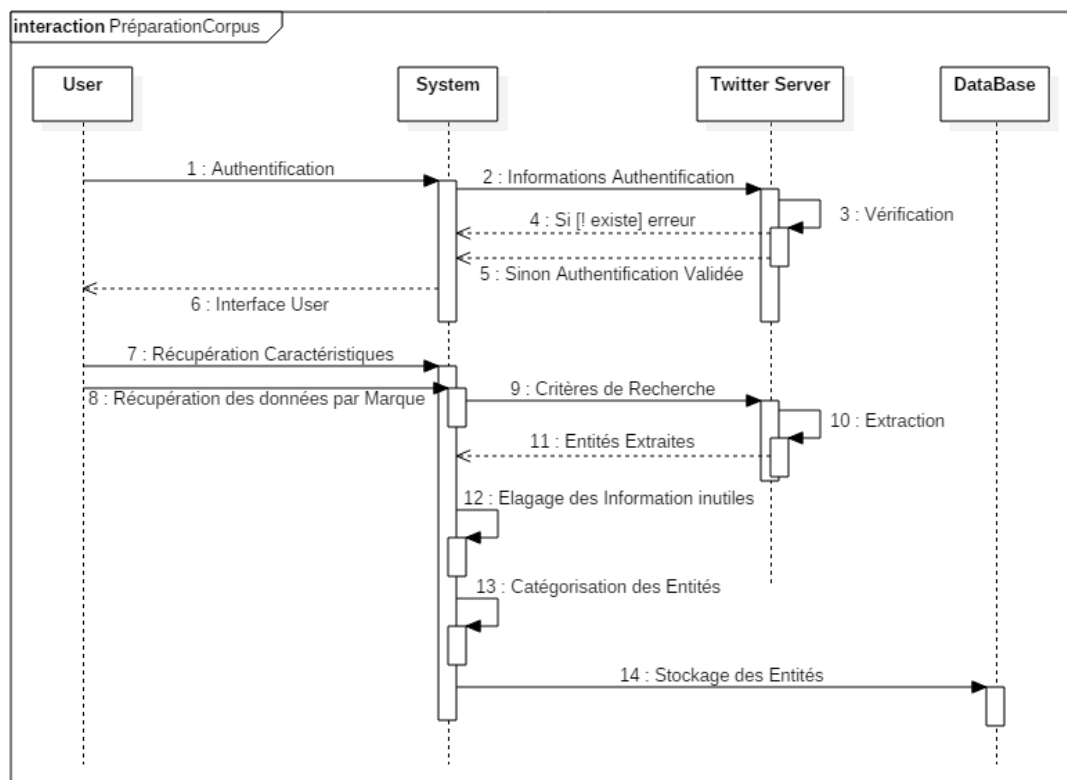 interaction PréparationCorpus
User
System
Twitter Server
DataBase
1 : Authentification
2 : Informations Authentification
3 : Vérification
4 : Si [! existe] erreur
5 : Sinon Authentification Validée
6 : Interface User
7 : Récupération Caractéristiques
8 : Récupération des données par Marque
9 : Critères de Recherche
10 : Extraction
11 : Entités Extraites
12 : Elagage des Information inutiles
13 : Catégorisation des Entités
14 : Stockage des Entités